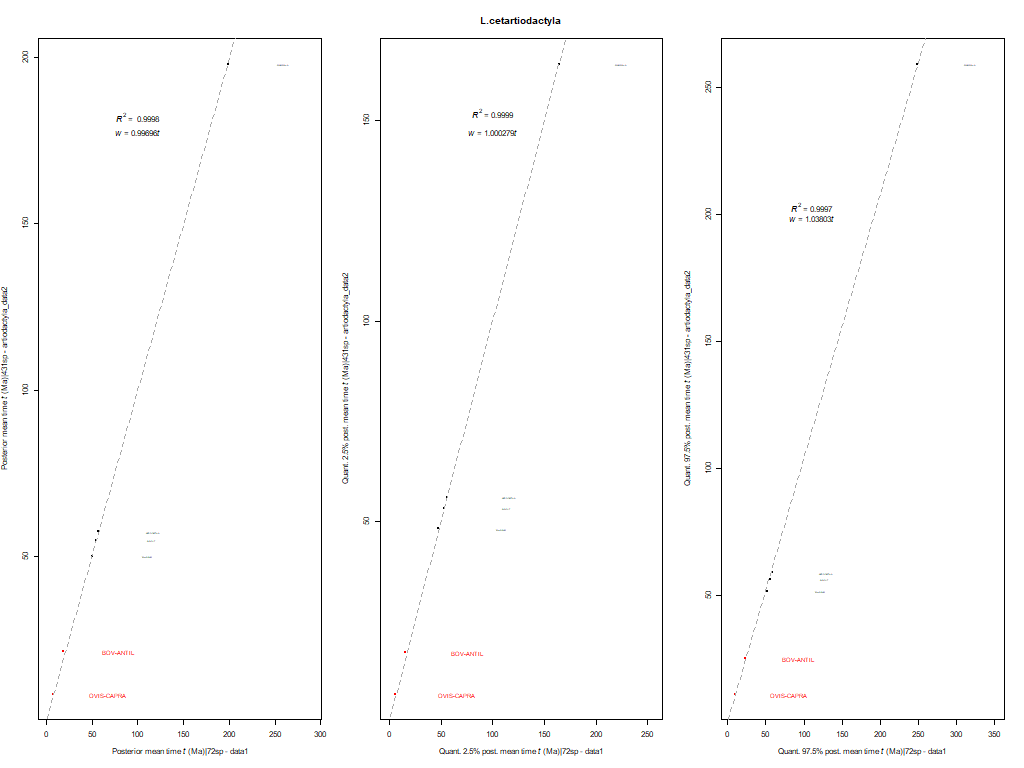 L.cetartiodactyla
Posterior mean time t (Ma)|431sp - artiodactyla_data2
200
150
100
50
R2 = 0.9998
w = 0.99696t
BOV-ANTIL
OVIS-CAPRA
0 50 100 150 200 250 300
Posterior mean time t (Ma)|72sp - data1
Quant. 2.5% post. mean time t (Ma)|431sp - artiodactyla_data2
150
100
50
R2 = 0.9999
w = 1.000279t
BOV-ANTIL
OVIS-CAPRA
0 50 100 150 200 250
Quant. 2.5% post. mean time t (Ma)|72sp - data1
Quant. 97.5% post. mean time t (Ma)|431sp - artiodactyla_data2
250
200
150
100
50
R2 = 0.9997
w = 1.03803t
BOV-ANTIL
OVIS-CAPRA
0 50 100 150 200 250 300 350
Quant. 97.5% post. mean time t (Ma)|72sp - data1